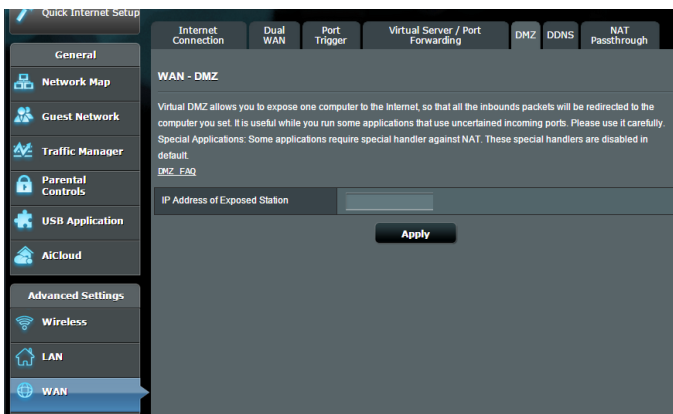 Quick Internet Setup
General
Network Map
Guest Network
Traffic Manager
Parental
Controls
USB Application
AiCloud
Advanced Settings
Wireless
LAN
WAN
Internet
Connection
Dual
WAN
Port
Trigger
Virtual Server / Port
Forwarding
DMZ
DDNS
NAT
Passthrough
WAN - DMZ
Virtual DMZ allows you to expose one computer to the Internet, so that all the inbounds packets will be redirected to the
computer you set. It is useful while you run some applications that use uncertained incoming ports. Please use it carefully.
Special Applications: Some applications require special handler against NAT. These special handlers are disabled in
default.
DMZ FAQ
IP Address of Exposed Station
Apply